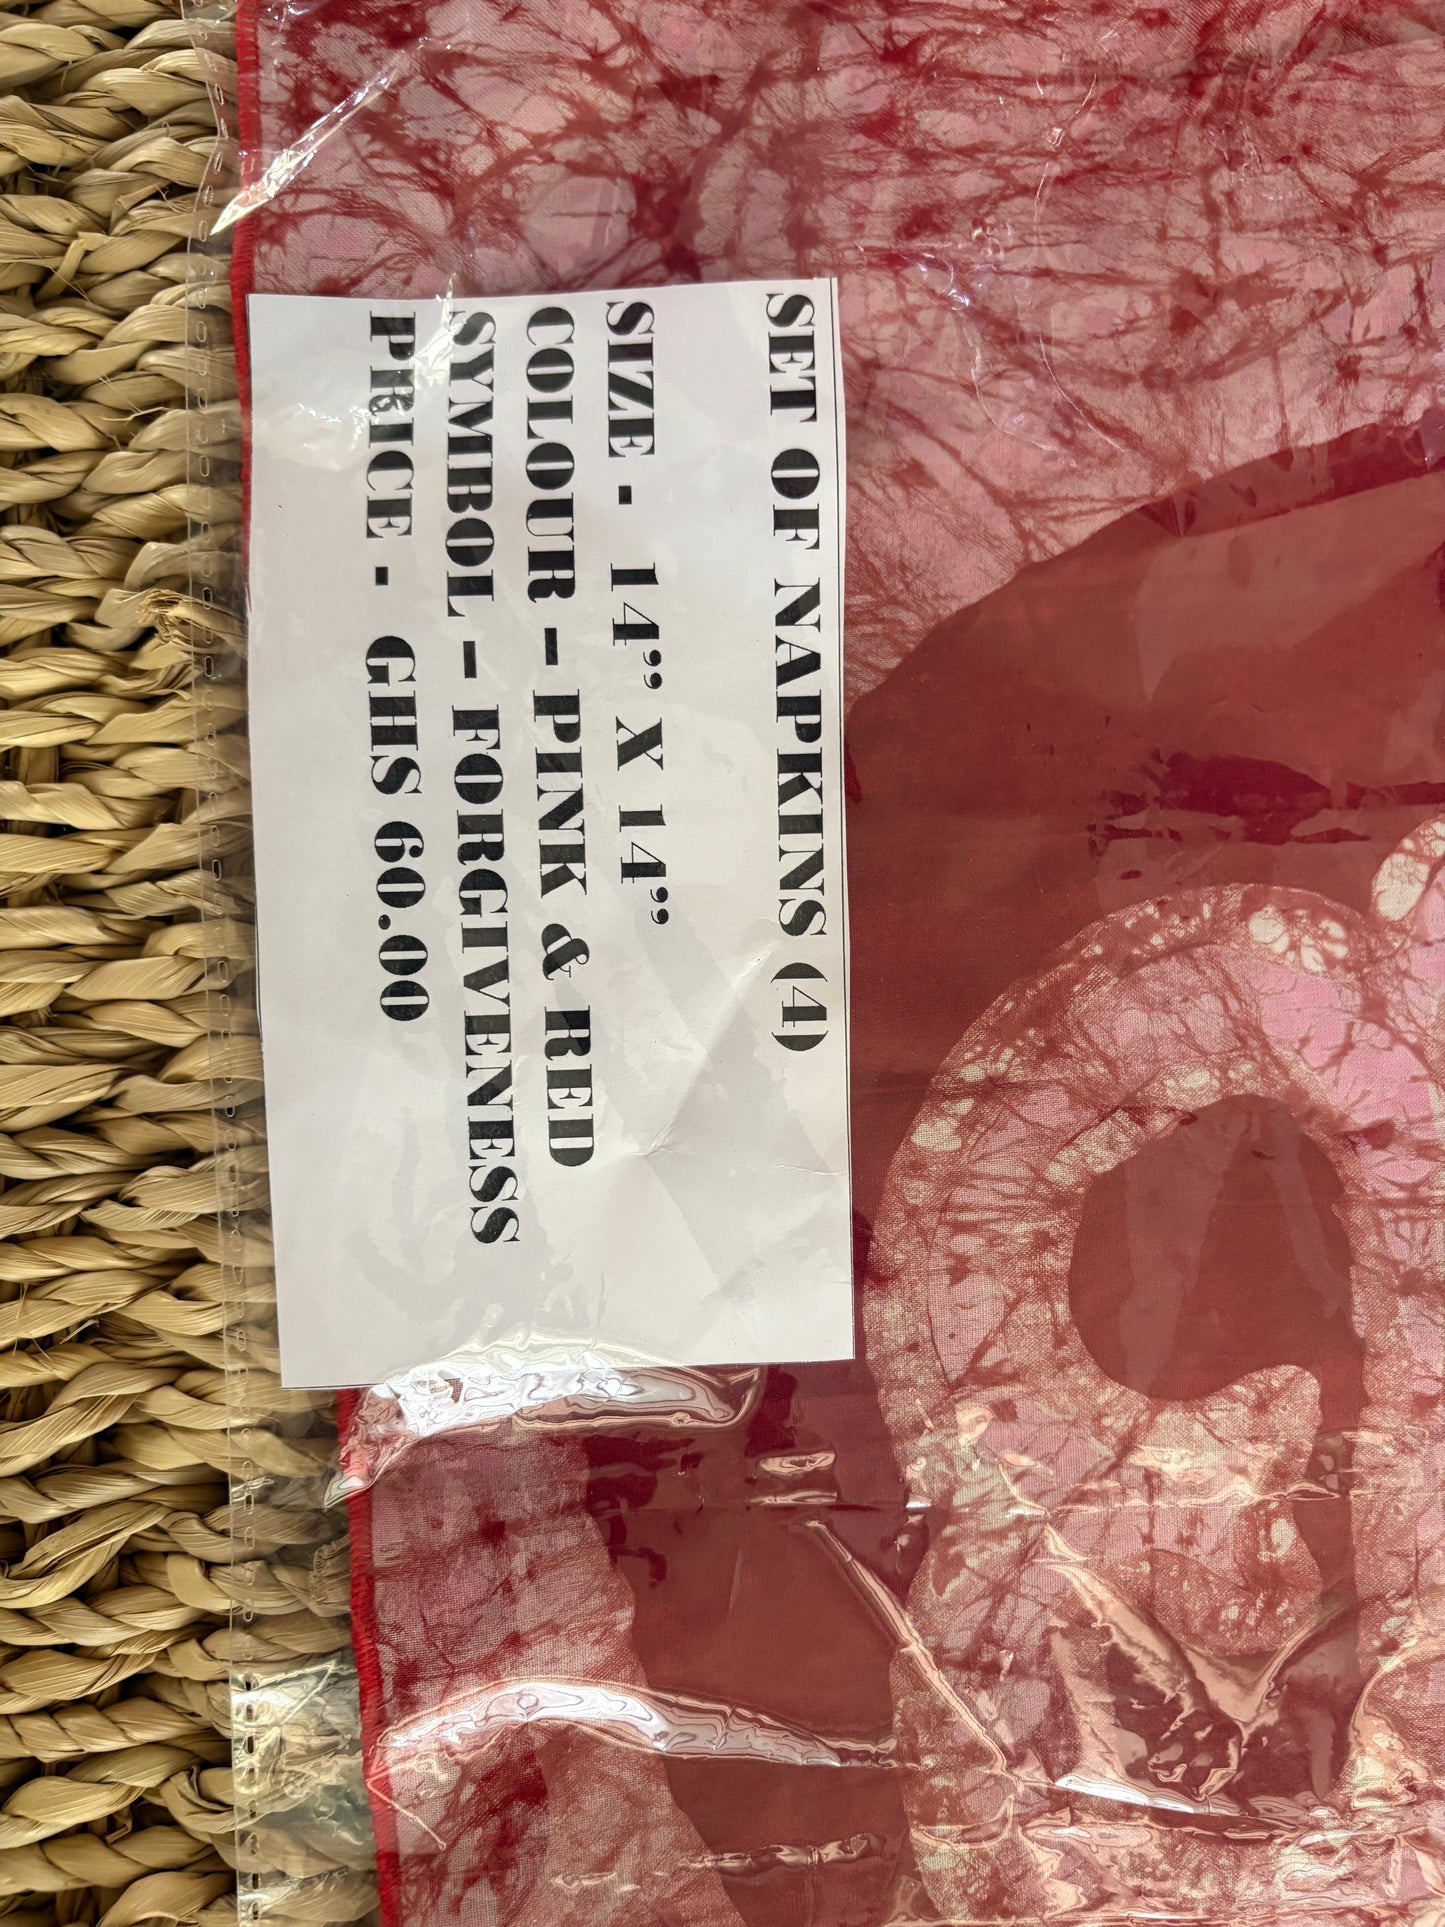 SET OF NAPKINS (4)
SIZE - 14” X 14”
COLOUR – PINK & RED
SYMBOL – FORGIVENESS
PRICE - GHS 60.00